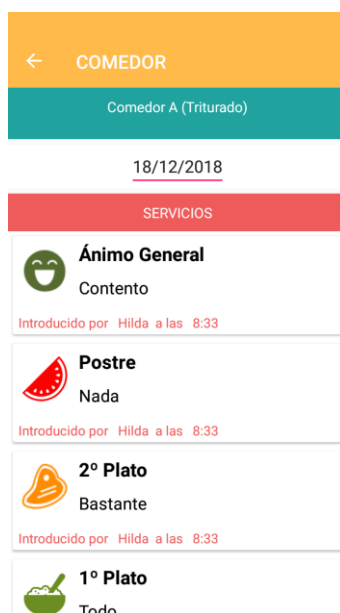 COMEDOR
Comedor A (Triturado)
18/12/2018
SERVICIOS
Ánimo General
Contento
Introducido por Hilda a las 8:33
Postre
Nada
Introducido por Hilda a las 8:33
2º Plato
Bastante
Introducido por Hilda a las 8:33
1º Plato
Todo